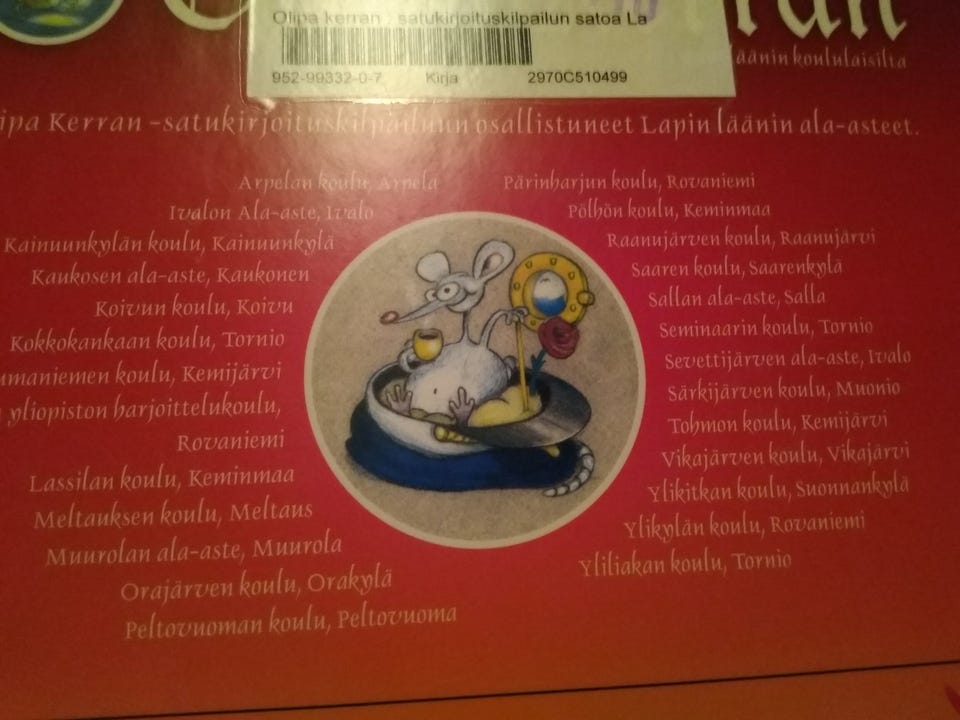 Olipa kerran : satukirjoituskilpailun satoa La
952-99332-0-7 Kirja 2970C510499
läänin koululaisilta
ipa Kerran -satukirjoituskilpailuun osallistuneet Lapin läänin ala-asteet.
Arpelan koulu, Arpela
Ivalon Ala-aste, Ivalo
Kainuunkylän koulu, Kainuunkylä
Kaukosen ala-aste, Kaukonen
Koivun koulu, Koivu
Kokkokankaan koulu, Tornio
mmaniemen koulu, Kemijärvi
yliopiston harjoittelukoulu,
Rovaniemi
Lassilan koulu, Keminmaa
Meltauksen koulu, Meltaus
Muurolan ala-aste, Muurola
Orajärven koulu, Orakylä
Peltovuoman koulu, Peltovuoma
Pärinharjun koulu, Rovaniemi
Pölhön koulu, Keminmaa
Raanujärven koulu, Raanujärvi
Saaren koulu, Saarenkylä
Sallan ala-aste, Salla
Seminaarin koulu, Tornio
Sevettijärven ala-aste, Ivalo
Särkijärven koulu, Muonio
Tohmon koulu, Kemijärvi
Vikajärven koulu, Vikajärvi
Ylikitkan koulu, Suonnankylä
Ylikylän koulu, Rovaniemi
Yliliakan koulu, Tornio